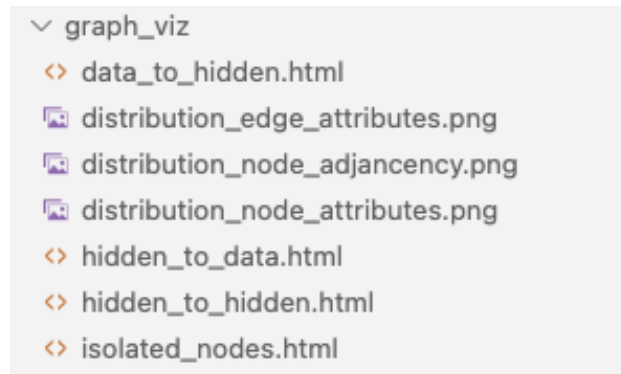 graph_viz
data_to_hidden.html
distribution_edge_attributes.png
distribution_node_adjancency.png
distribution_node_attributes.png
hidden_to_data.html
hidden_to_hidden.html
isolated_nodes.html